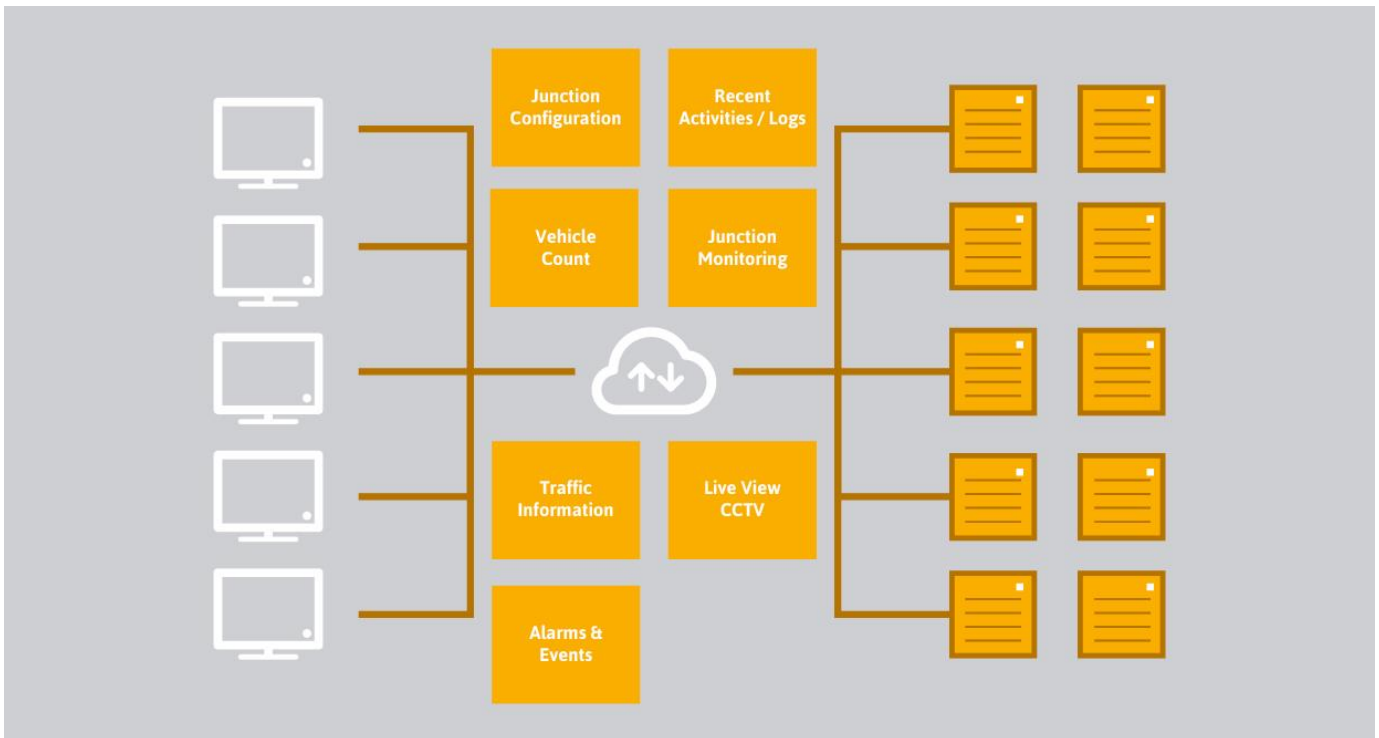 Junction
Configuration
Recent
Activities / Logs
Vehicle
Count
Junction
Monitoring
Traffic
Information
Live View
CCTV
Alarms &
Events